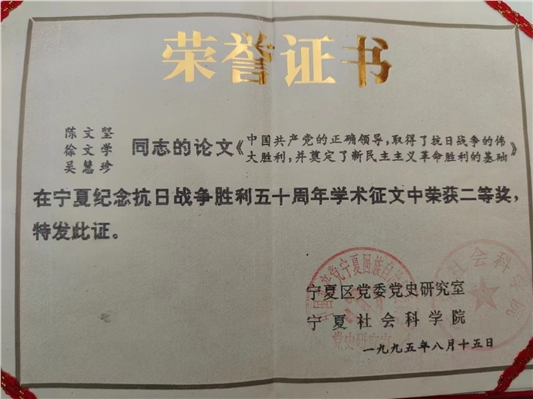 荣誉证书
陈文坚
徐文学
吴慧珍
同志的论文《中国共产党的正确领导，取得了抗日战争的伟
大胜利，并奠定了新民主主义革命胜利的基础》
在宁夏纪念抗日战争胜利五十周年学术征文中荣获二等奖，
特发此证。
宁夏区党委党史研究室
宁夏社会科学院
一九九五年八月十五日